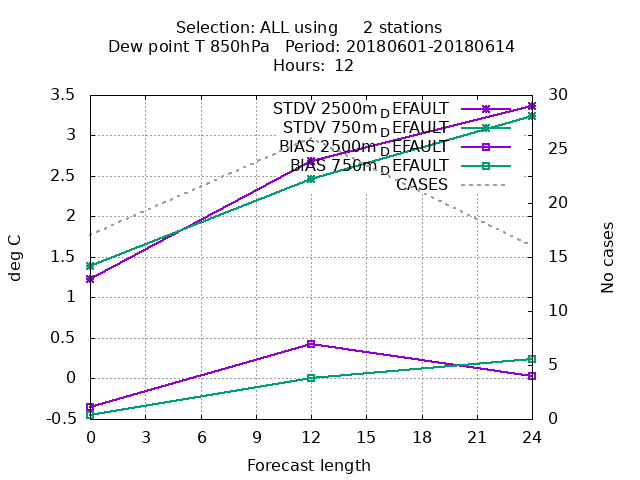 Selection: ALL using 2 stations
Dew point T 850hPa Period: 20180601-20180614
Hours: 12
STDV 2500m_DEFAULT
STDV 750m_DEFAULT
BIAS 2500m_DEFAULT
BIAS 750m_DEFAULT
CASES
3.5
3
2.5
2
1.5
1
0.5
0
-0.5
deg C
30
25
20
15
10
5
0
No cases
0 3 6 9 12 15 18 21 24
Forecast length